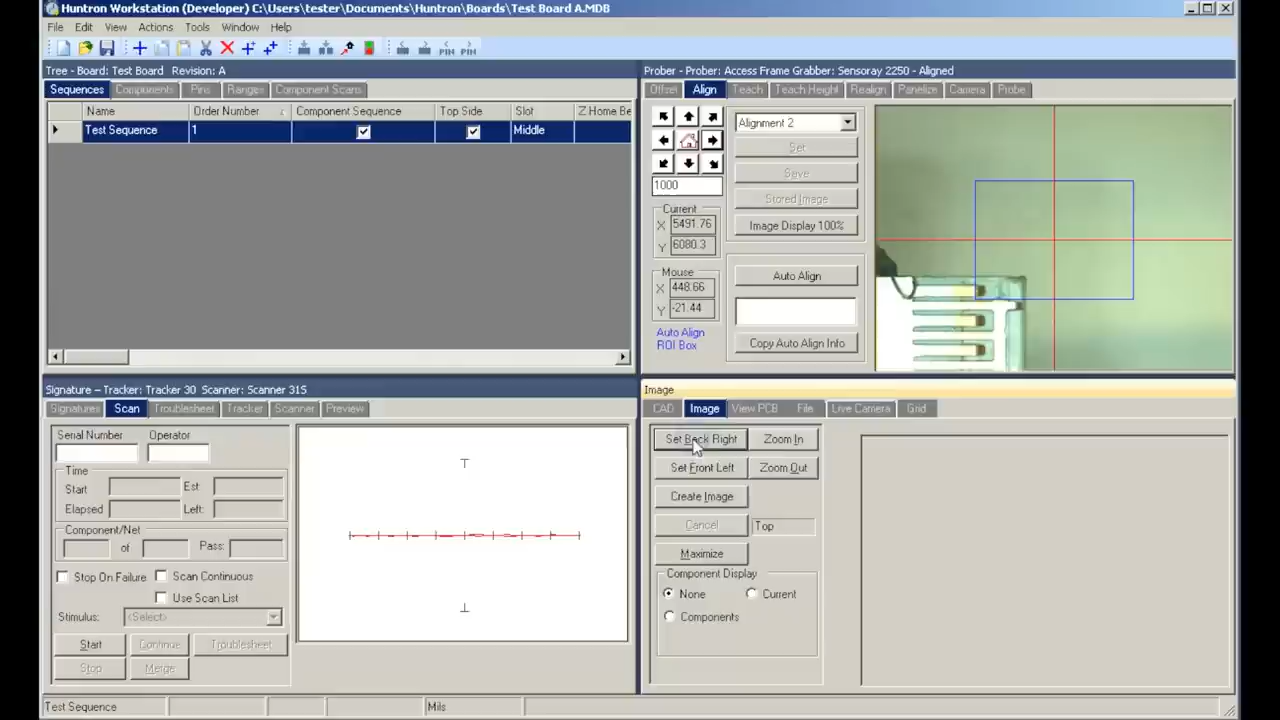 Huntron Workstation (Developer) C:\Users\tester\Documents\Huntron\Boards\Test Board A.MDB
File Edit View Actions Tools Window Help
PIN PIN
Tree - Board: Test Board Revision: A
Sequences Components Pins Ranges Component Scans
Name Order Number Component Sequence Top Side Slot Z Home Be
Test Sequence 1 Middle
Prober - Prober: Access Frame Grabber: Sensoray 2250 - Aligned
Offset Align Teach Teach Height Realign Panelize Camera Probe
Alignment 2
Set
Save
1000
Stored Image
Current
X 5491.76
Image Display 100%
Y 6080.3
Mouse
Auto Align
X 448.66
Y -21.44
Auto Align
ROI Box
Copy Auto Align Info
Signature – Tracker: Tracker 30 Scanner: Scanner 31S
Signatures Scan Troubleshoot Tracker Scanner Preview
Serial Number Operator
Time
Start Est:
Elapsed Left:
Component/Net
of Pass:
Stop On Failure Scan Continuous
Use Scan List
Stimulus: <Select>
Start Continue Troubleshoot
Stop Merge
Image
CAD Image View PCB File Live Camera Grid
Set Back Right Zoom In
Set Front Left Zoom Out
Create Image
Cancel Top
Maximize
Component Display
None Current
Components
Test Sequence Mils